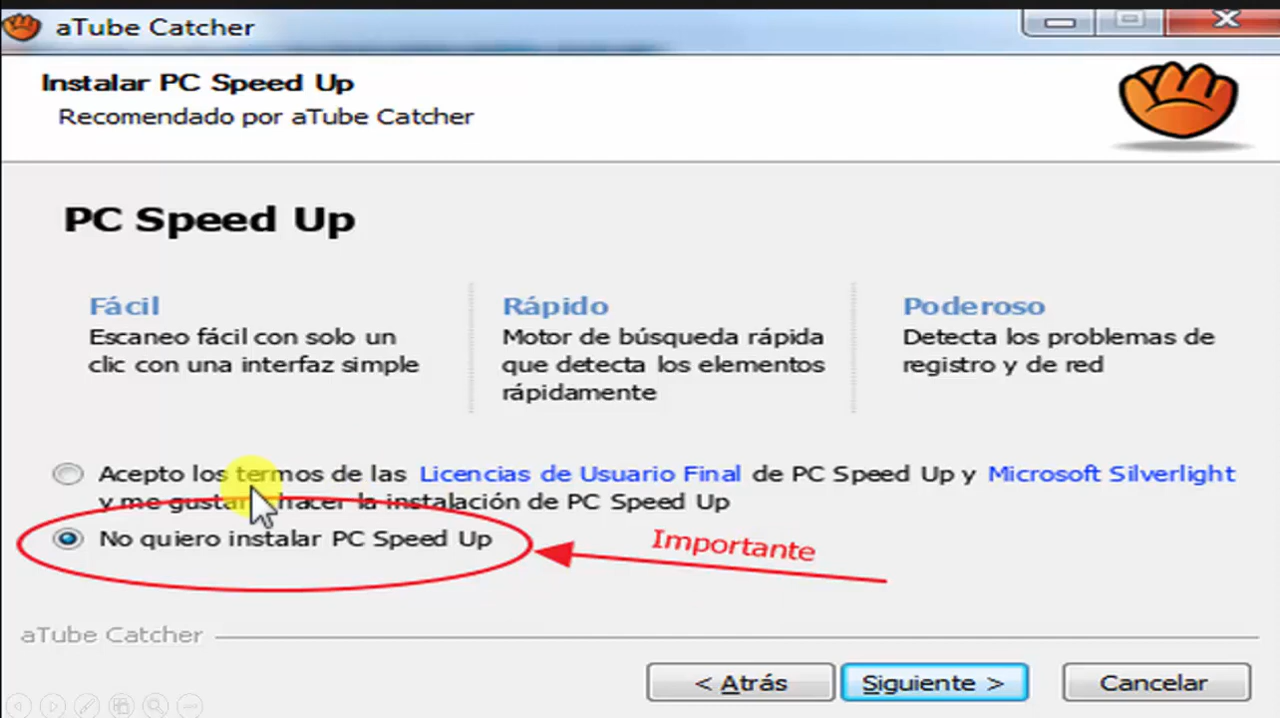 aTube Catcher
Instalar PC Speed Up
Recomendado por aTube Catcher
PC Speed Up
Fácil
Escaneo fácil con solo un
clic con una interfaz simple
Rápido
Motor de búsqueda rápida
que detecta los elementos
rápidamente
Poderoso
Detecta los problemas de
registro y de red
Acepto los termos de las Licencias de Usuario Final de PC Speed Up y Microsoft Silverlight
y me gustar hacer la instalación de PC Speed Up
No quiero instalar PC Speed Up
Importante
aTube Catcher
< Atrás
Siguiente >
Cancelar